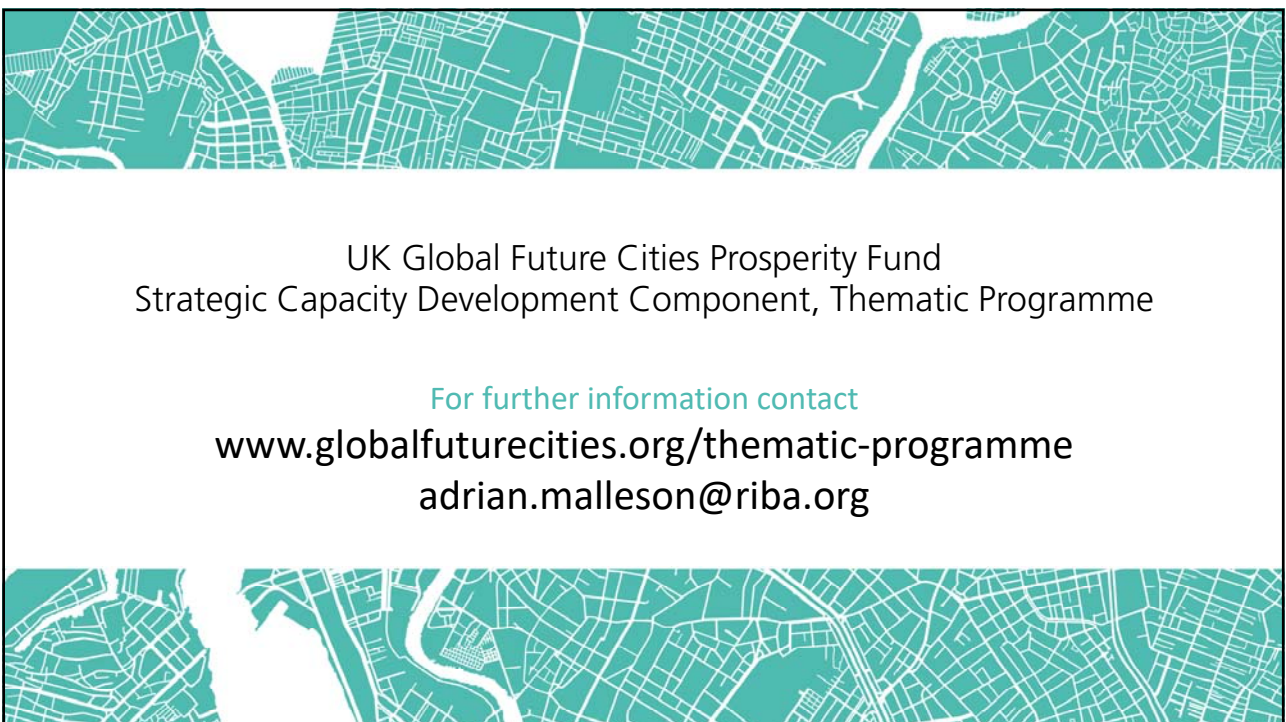 UK Global Future Cities Prosperity Fund
Strategic Capacity Development Component, Thematic Programme
For further information contact
www.globalfuturecities.org/thematic-programme
adrian.malleson@riba.org